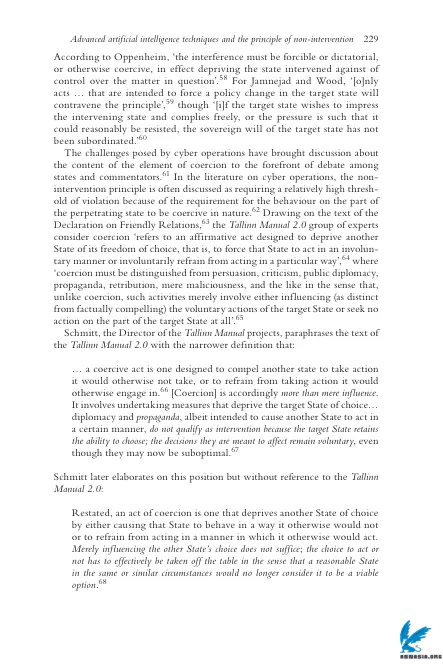 Advanced artificial intelligence techniques and the principle of non-intervention 229
According to Oppenheim, ‘the interference must be forcible or dictatorial,
or otherwise coercive, in effect depriving the state intervened against of
control over the matter in question’.58 For Jamnejad and Wood, ‘[o]nly
acts … that are intended to force a policy change in the target state will
contravene the principle’,59 though ‘[i]f the target state wishes to impress
the intervening state and complies freely, or the pressure is such that it
could reasonably be resisted, the sovereign will of the target state has not
been subordinated.’60
The challenges posed by cyber operations have brought discussion about
the content of the element of coercion to the forefront of debate among
states and commentators.61 In the literature on cyber operations, the non-
intervention principle is often discussed as requiring a relatively high thresh-
old of violation because of the requirement for the behaviour on the part of
the perpetrating state to be coercive in nature.62 Drawing on the text of the
Declaration on Friendly Relations,63 the Tallinn Manual 2.0 group of experts
consider coercion ‘refers to an affirmative act designed to deprive another
State of its freedom of choice, that is, to force that State to act in an involun-
tary manner or involuntarily refrain from acting in a particular way’,64 where
‘coercion must be distinguished from persuasion, criticism, public diplomacy,
propaganda, retribution, mere maliciousness, and the like in the sense that,
unlike coercion, such activities merely involve either influencing (as distinct
from factually compelling) the voluntary actions of the target State or seek no
action on the part of the target State at all’.65
Schmitt, the Director of the Tallinn Manual projects, paraphrases the text of
the Tallinn Manual 2.0 with the narrower definition that:
… a coercive act is one designed to compel another state to take action
it would otherwise not take, or to refrain from taking action it would
otherwise engage in.66 [Coercion] is accordingly more than mere influence.
It involves undertaking measures that deprive the target State of choice…
diplomacy and propaganda, albeit intended to cause another State to act in
a certain manner, do not qualify as intervention because the target State retains
the ability to choose; the decisions they are meant to affect remain voluntary, even
though they may now be suboptimal.67
Schmitt later elaborates on this position but without reference to the Tallinn
Manual 2.0:
Restated, an act of coercion is one that deprives another State of choice
by either causing that State to behave in a way it otherwise would not
or to refrain from acting in a manner in which it otherwise would act.
Merely influencing the other State’s choice does not suffice; the choice to act or
not has to effectively be taken off the table in the sense that a reasonable State
in the same or similar circumstances would no longer consider it to be a viable
option.68